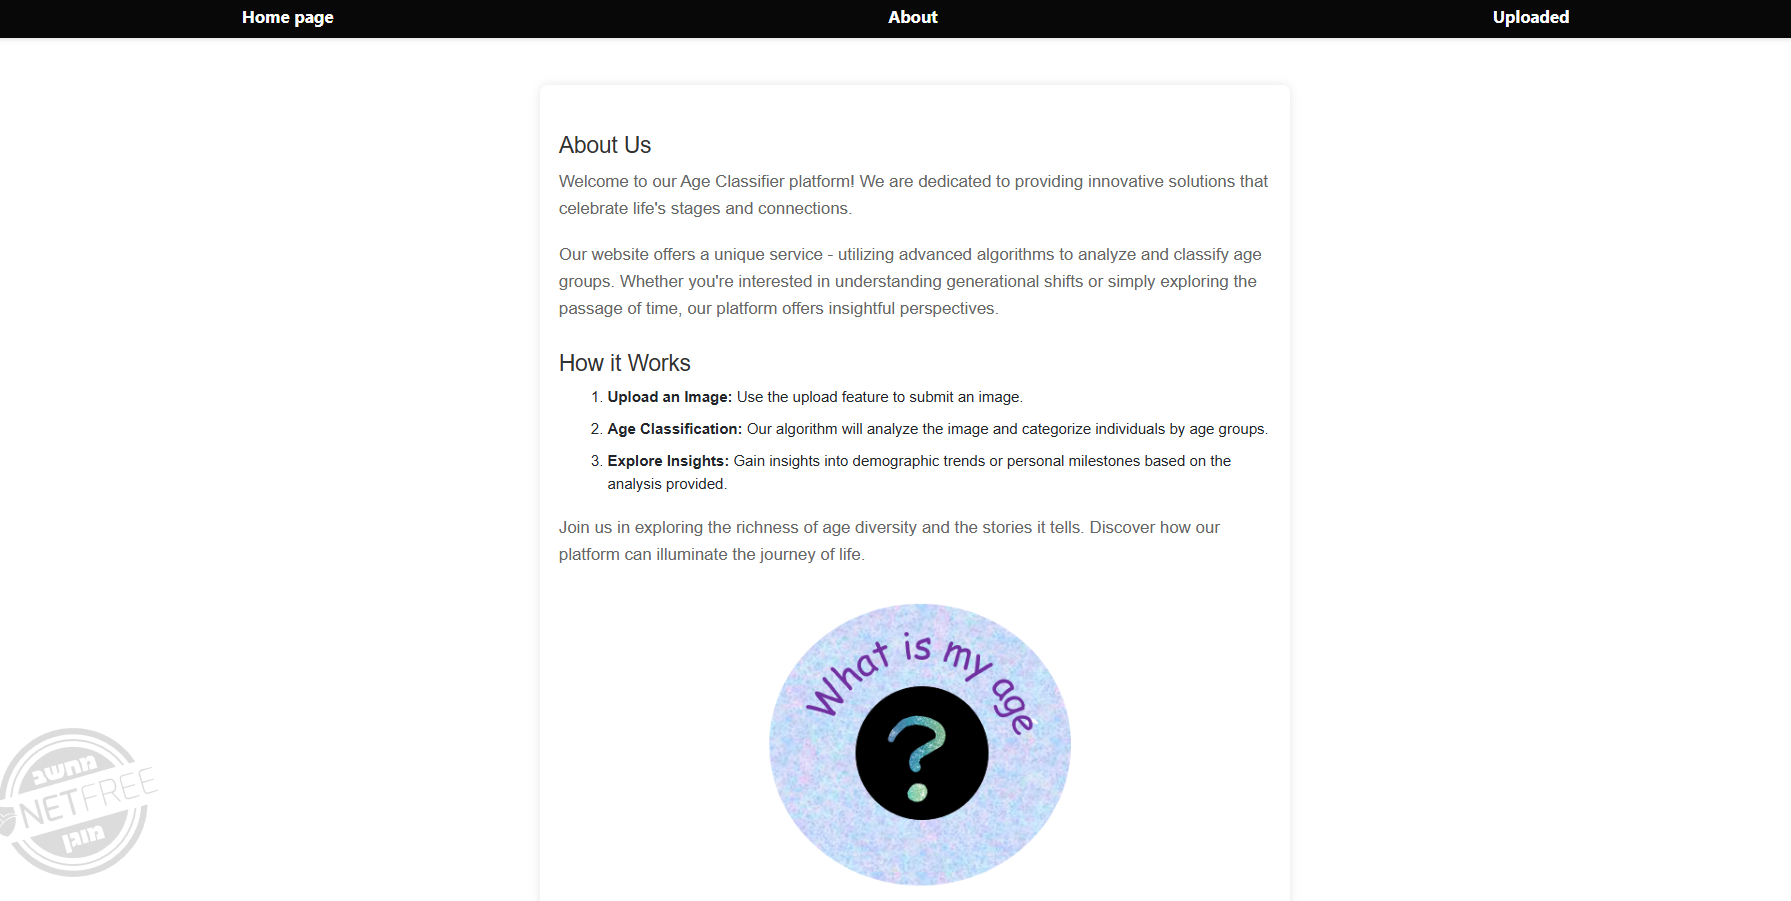 Home page
About
Uploaded
About Us
Welcome to our Age Classifier platform! We are dedicated to providing innovative solutions that
celebrate life's stages and connections.
Our website offers a unique service - utilizing advanced algorithms to analyze and classify age
groups. Whether you're interested in understanding generational shifts or simply exploring the
passage of time, our platform offers insightful perspectives.
How it Works
1. Upload an Image: Use the upload feature to submit an image.
2. Age Classification: Our algorithm will analyze the image and categorize individuals by age groups.
3. Explore Insights: Gain insights into demographic trends or personal milestones based on the
analysis provided.
Join us in exploring the richness of age diversity and the stories it tells. Discover how our
platform can illuminate the journey of life.
What is my age
?
מחשב
NETFREE
מוגן